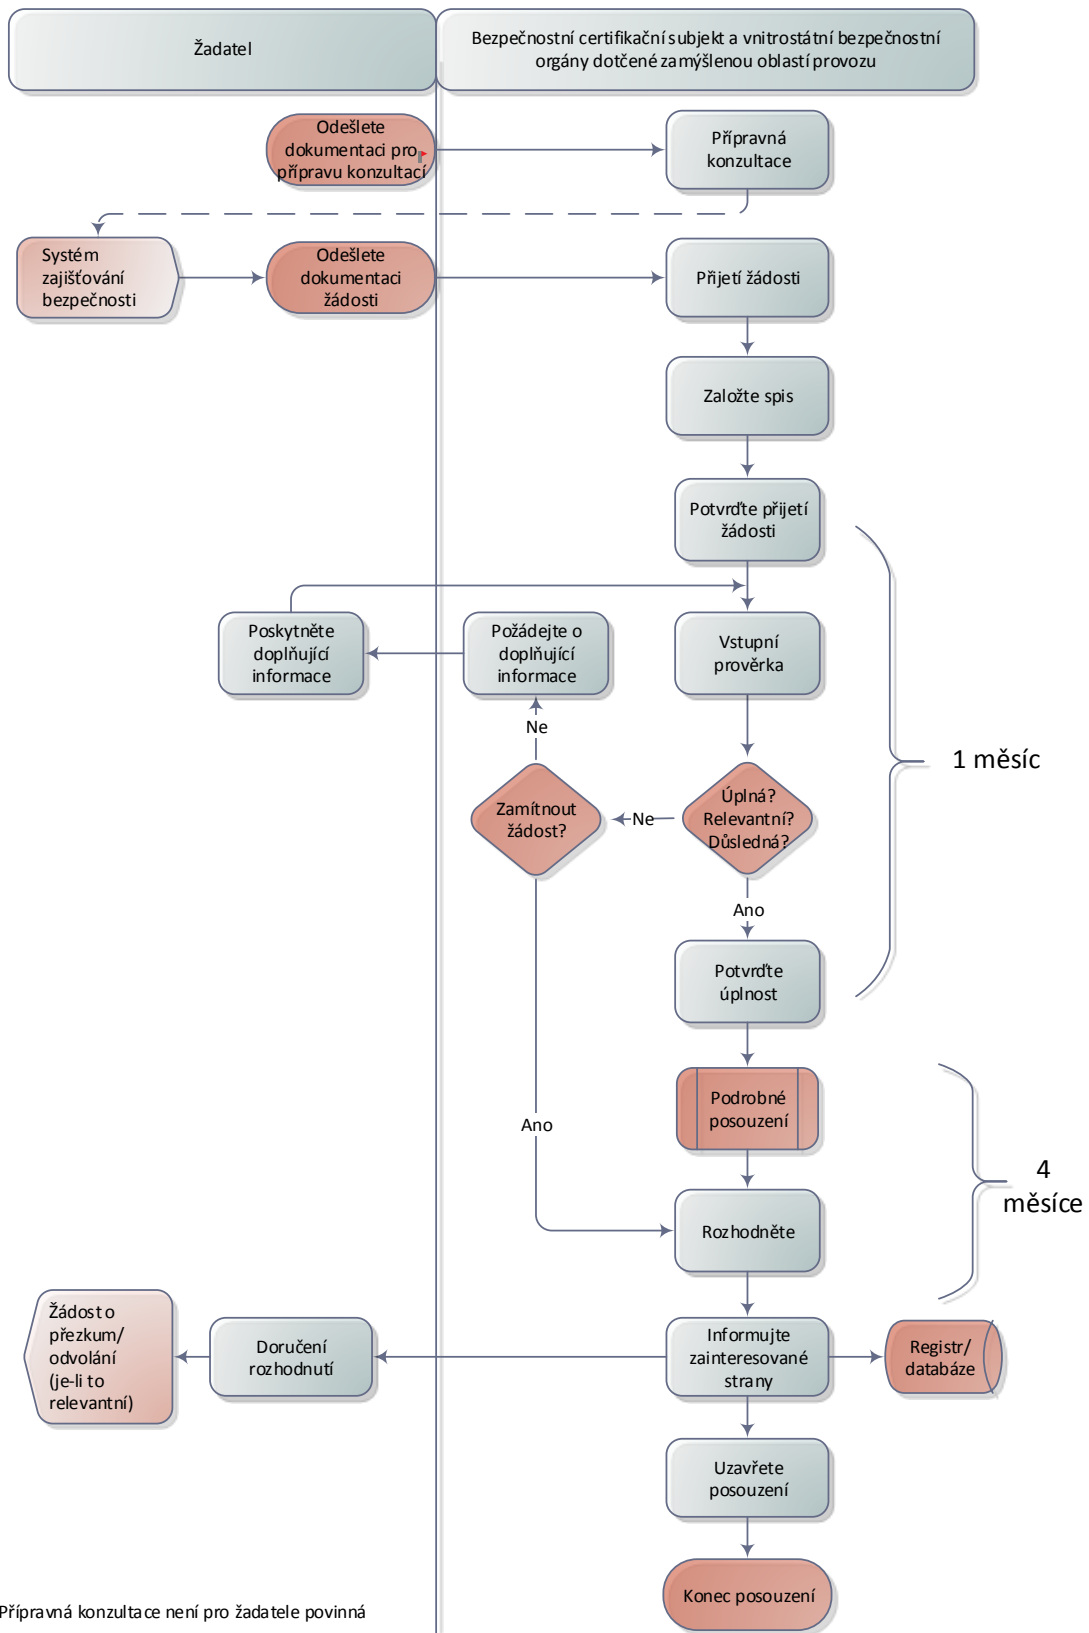 Žadatel
Bezpečnostní certifikační subjekt a vnitrostátní bezpečnostní
orgány dotčené zamýšlenou oblastí provozu
Odešlete
dokumentaci pro
přípravu konzultací
Přípravná
konzultace
Systém
zajišťování
bezpečnosti
Odešlete
dokumentaci
žádosti
Přijetí žádosti
Založte spis
Potvrďte přijetí
žádosti
Poskytněte
doplňující
informace
Požádejte o
doplňující
informace
Vstupní
prověrka
Ne
1 měsíc
Zamítnout
žádost?
Ne
Úplná?
Relevantní?
Důsledná?
Ano
Potvrďte
úplnost
Podrobné
posouzení
Ano
4
měsíce
Rozhodněte
Žádost o
přezkum/
odvolání
(je-li to
relevantní)
Doručení
rozhodnutí
Informujte
zainteresované
strany
Registr/
databáze
Uzavřete
posouzení
Konec posouzení
Přípravná konzultace není pro žadatele povinná